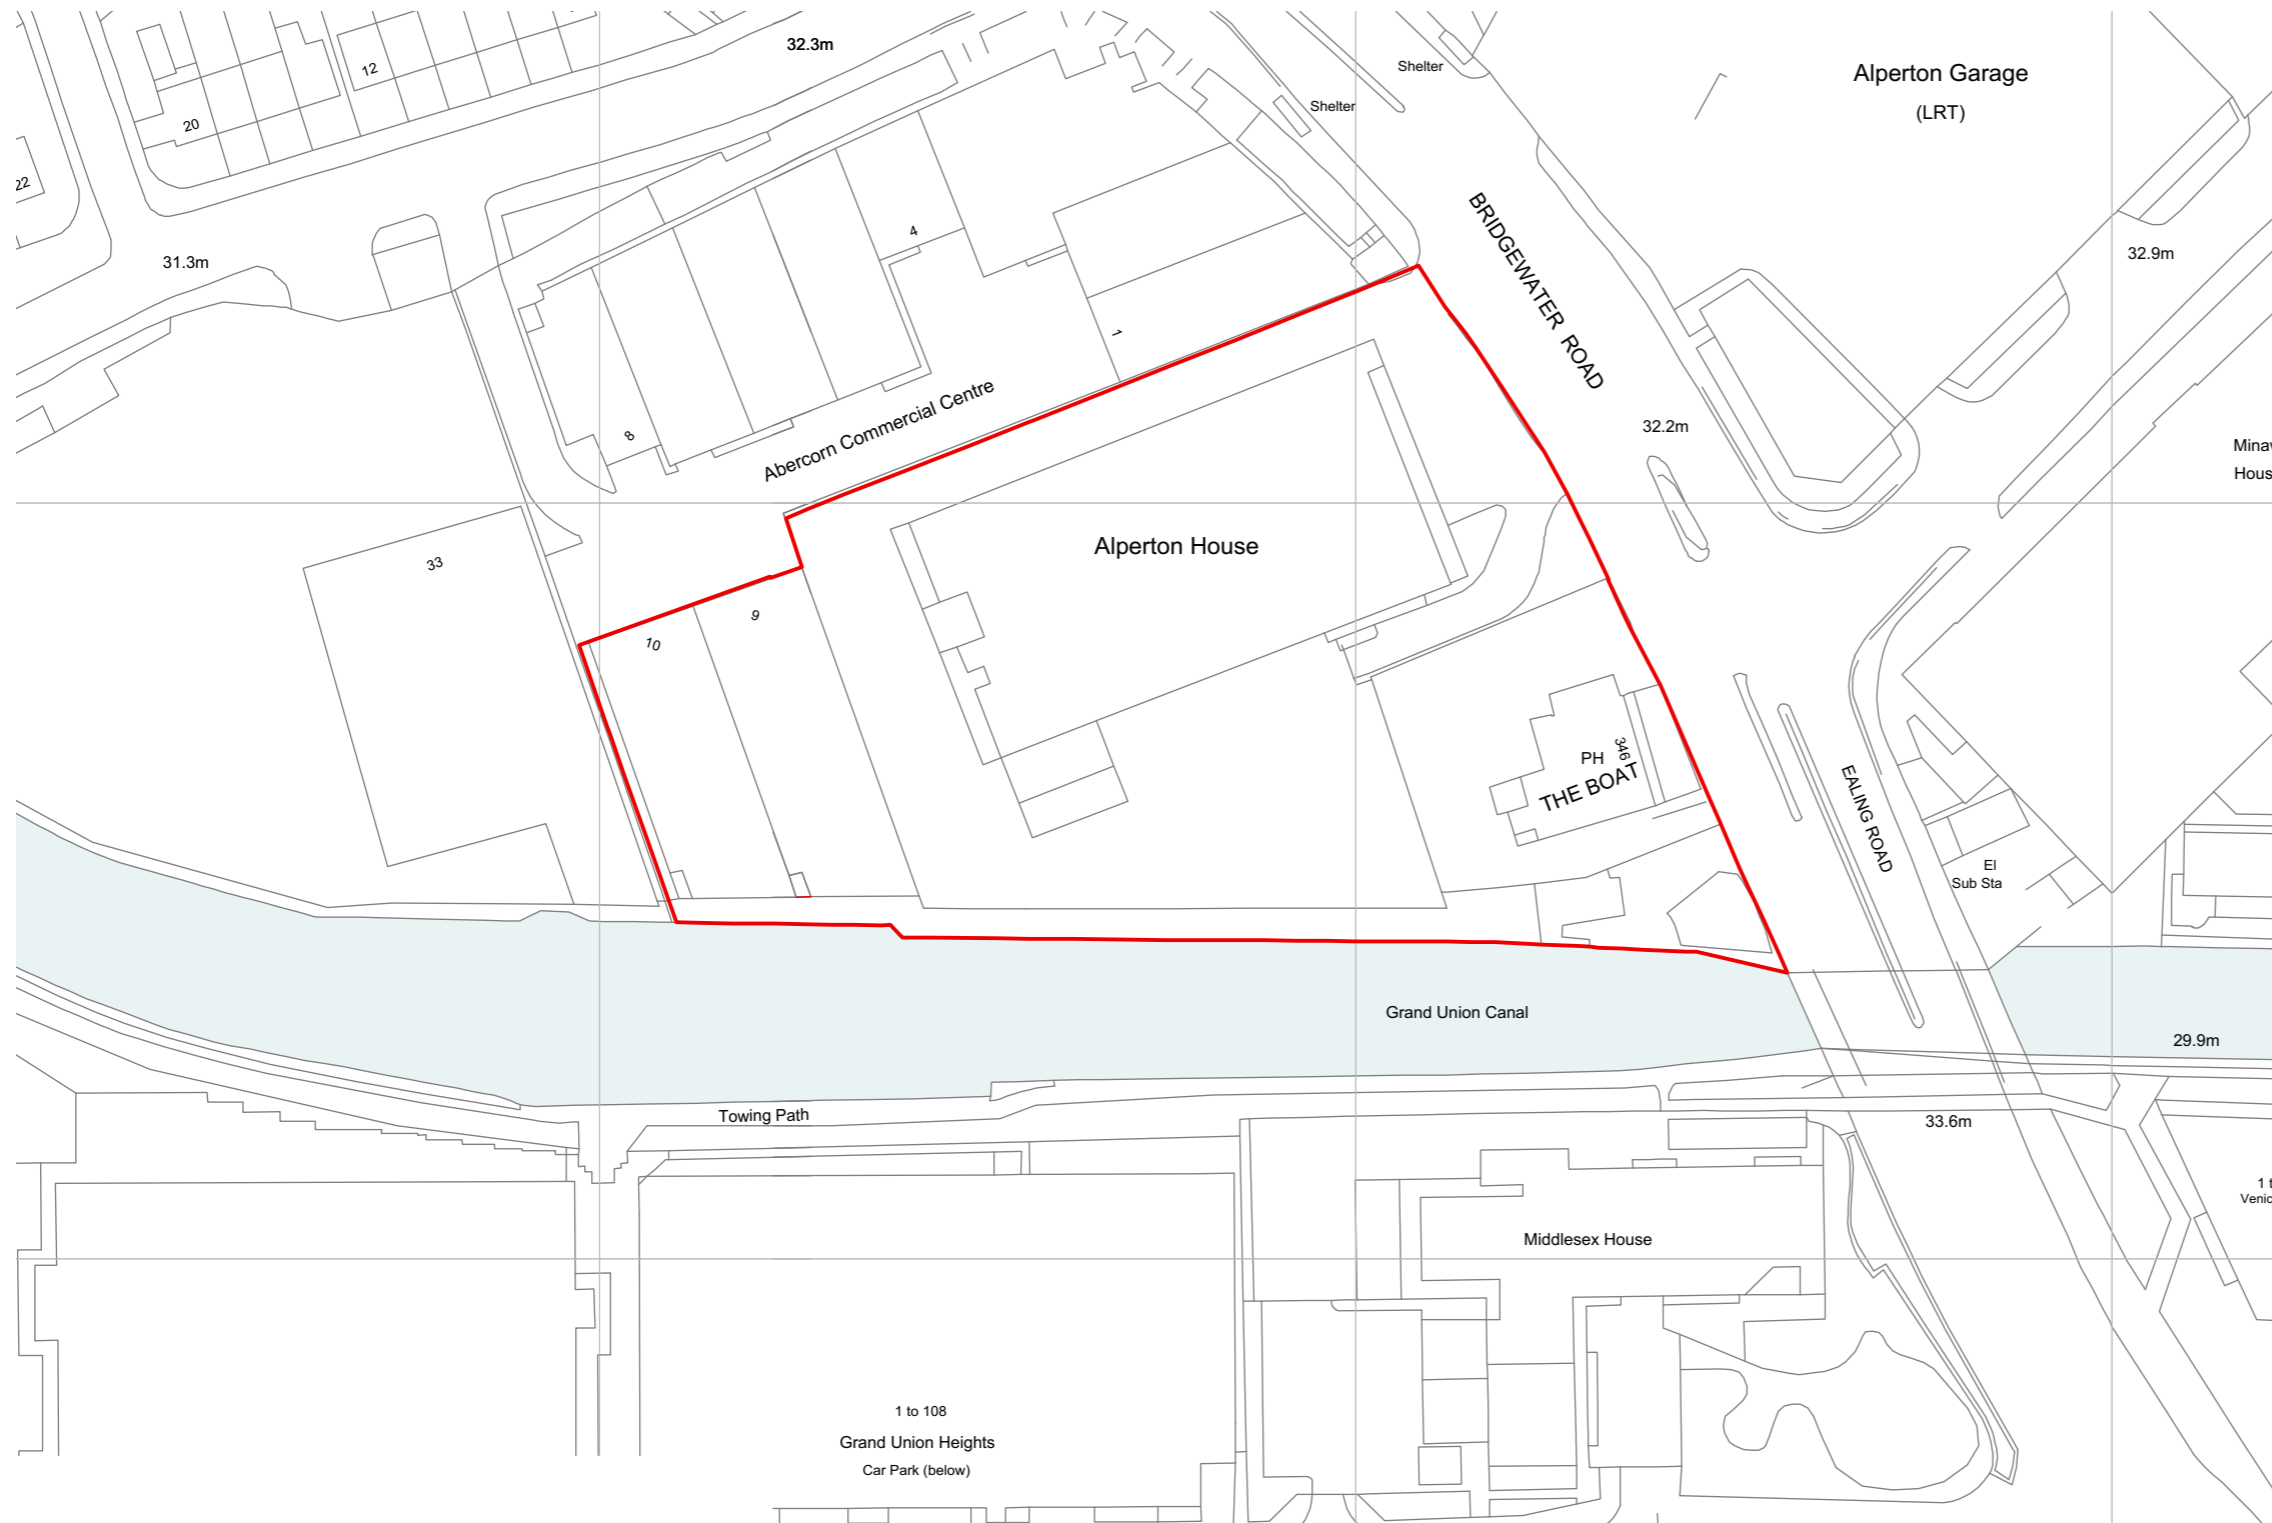 32.3m
12
20
22
31.3m
Shelter
Shelter
Alperton Garage
(LRT)
BRIDGEWATER ROAD
32.9m
4
1
8
Abercorn Commercial Centre
32.2m
33
Alperton House
9
10
PH
346
THE BOAT
EALING ROAD
El
Sub Sta
Grand Union Canal
29.9m
Towing Path
33.6m
Middlesex House
1 to 108
Grand Union Heights
Car Park (below)